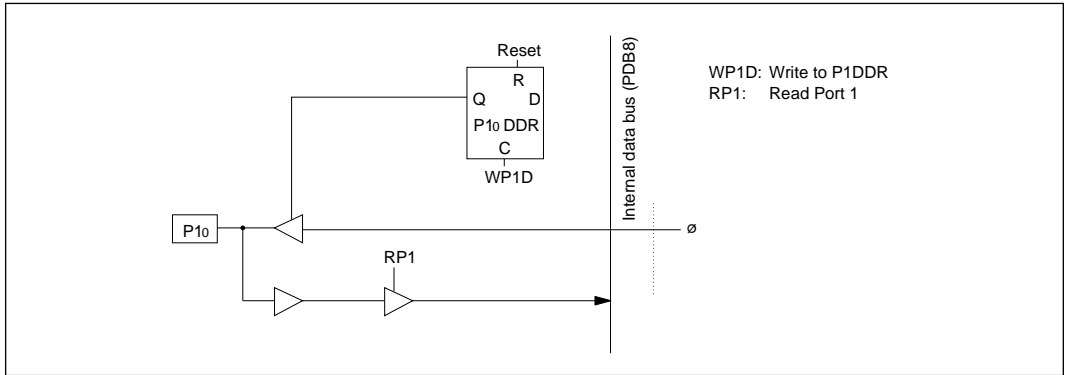 Reset
R
Q D
P10 DDR
C
WP1D
Internal data bus (PDB8)
WP1D: Write to P1DDR
RP1: Read Port 1
P10
ø
RP1